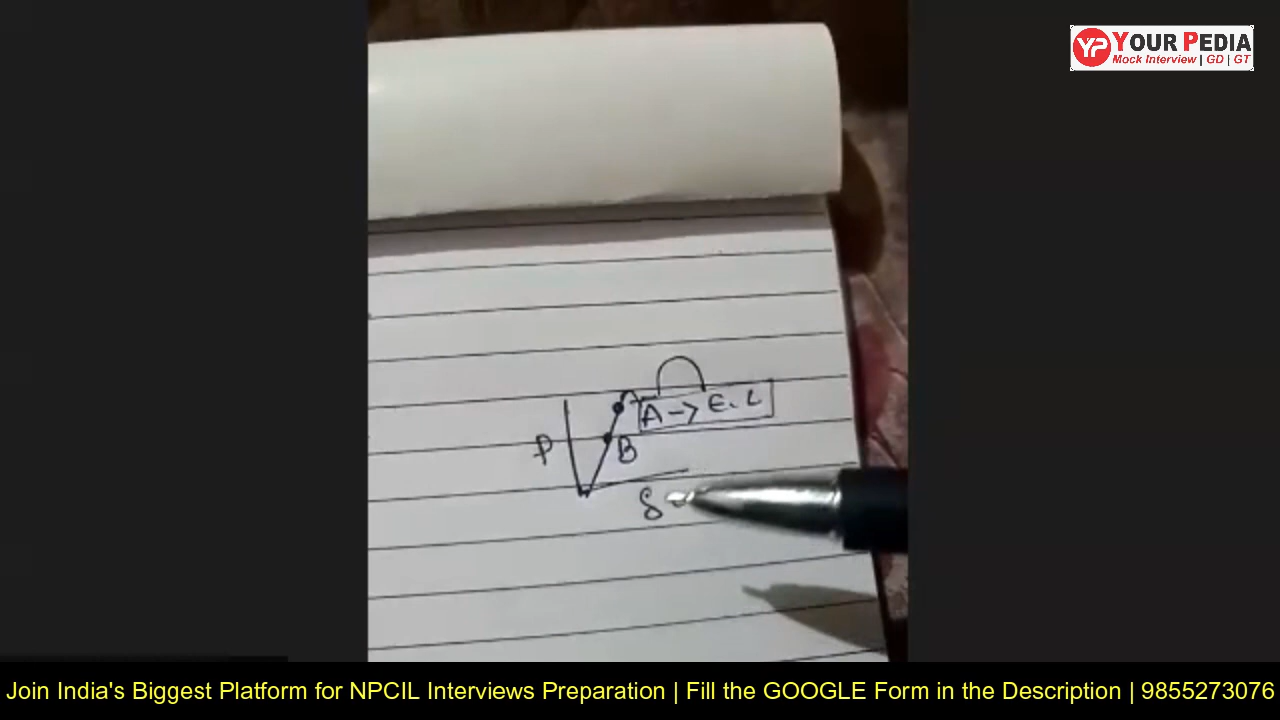 YOUR PEDIA
Mock Interview | GD | GT
A → E.L
P
B
δ
Join India's Biggest Platform for NPCIL Interviews Preparation | Fill the GOOGLE Form in the Description | 9855273076